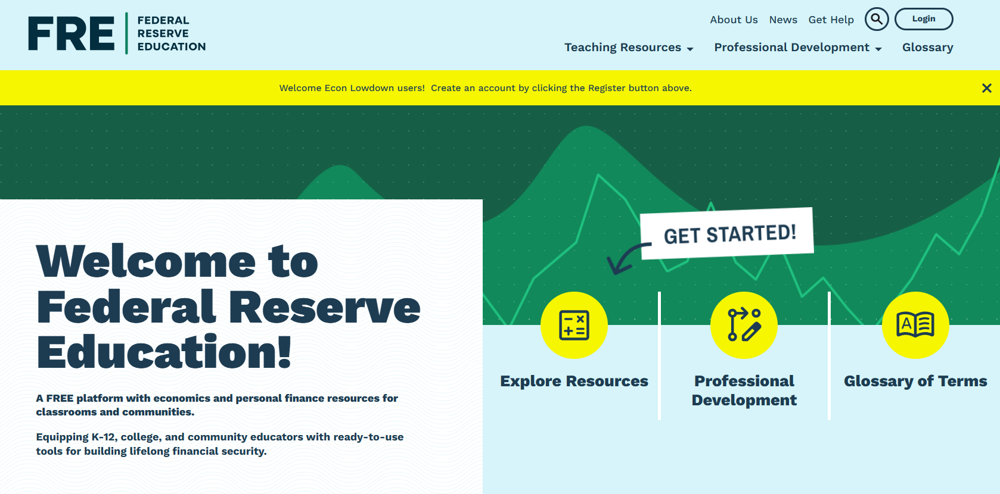 FRE
FEDERAL
RESERVE
EDUCATION
About Us News Get Help Login
Teaching Resources Professional Development Glossary
Welcome Econ Lowdown users!  Create an account by clicking the Register button above.
GET STARTED!
Welcome to
Federal Reserve
Education!
A FREE platform with economics and personal finance resources for
classrooms and communities.
Equipping K-12, college, and community educators with ready-to-use
tools for building lifelong financial security.
Explore Resources
Professional
Development
A
Glossary of Terms